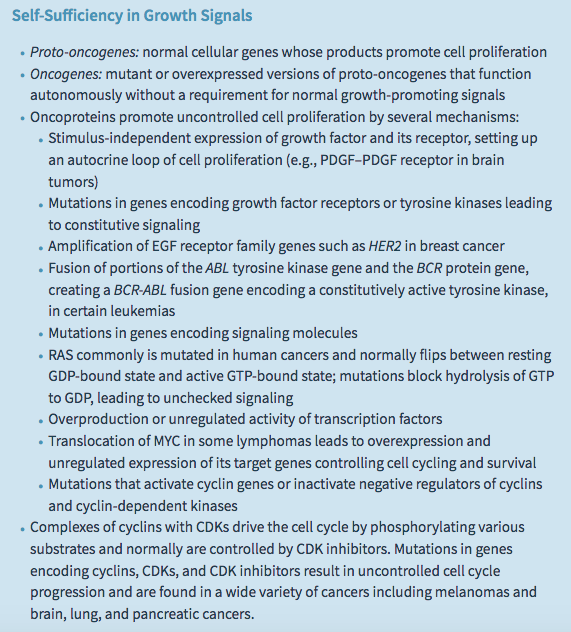 Self-Sufficiency in Growth Signals
• Proto-oncogenes: normal cellular genes whose products promote cell proliferation
• Oncogenes: mutant or overexpressed versions of proto-oncogenes that function
autonomously without a requirement for normal growth-promoting signals
• Oncoproteins promote uncontrolled cell proliferation by several mechanisms:
• Stimulus-independent expression of growth factor and its receptor, setting up
an autocrine loop of cell proliferation (e.g., PDGF–PDGF receptor in brain
tumors)
• Mutations in genes encoding growth factor receptors or tyrosine kinases leading
to constitutive signaling
• Amplification of EGF receptor family genes such as HER2 in breast cancer
• Fusion of portions of the ABL tyrosine kinase gene and the BCR protein gene,
creating a BCR-ABL fusion gene encoding a constitutively active tyrosine kinase,
in certain leukemias
• Mutations in genes encoding signaling molecules
• RAS commonly is mutated in human cancers and normally flips between resting
GDP-bound state and active GTP-bound state; mutations block hydrolysis of GTP
to GDP, leading to unchecked signaling
• Overproduction or unregulated activity of transcription factors
• Translocation of MYC in some lymphomas leads to overexpression and
unregulated expression of its target genes controlling cell cycling and survival
• Mutations that activate cyclin genes or inactivate negative regulators of cyclins
and cyclin-dependent kinases
• Complexes of cyclins with CDKs drive the cell cycle by phosphorylating various
substrates and normally are controlled by CDK inhibitors. Mutations in genes
encoding cyclins, CDKs, and CDK inhibitors result in uncontrolled cell cycle
progression and are found in a wide variety of cancers including melanomas and
brain, lung, and pancreatic cancers.